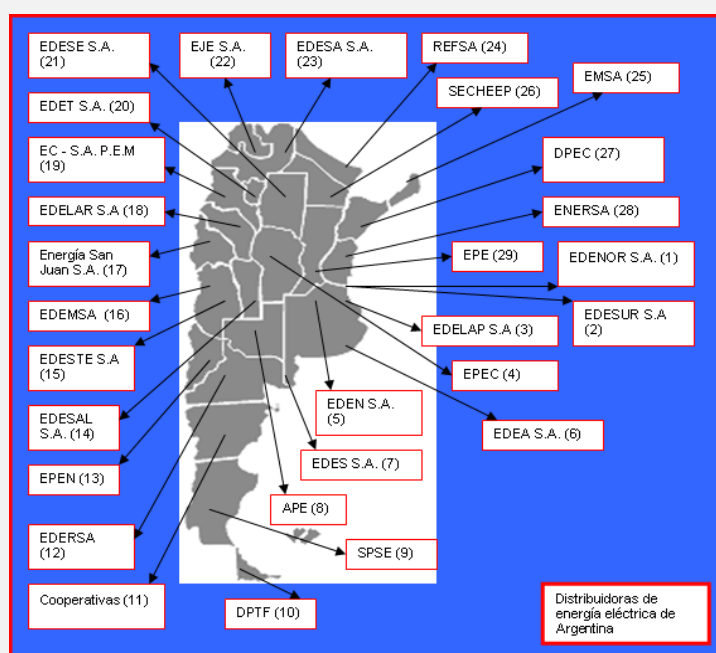 EDESE S.A.
(21)
EJE S.A.
(22)
EDESA S.A.
(23)
REFSA (24)
SECHEEP (26)
EMSA (25)
EDET S.A. (20)
EC - S.A. P.E.M
(19)
DPEC (27)
EDELAR S.A (18)
ENERSA (28)
Energía San
Juan S.A. (17)
EPE (29)
EDENOR S.A. (1)
EDEMSA (16)
EDESUR S.A
(2)
EDELAP S.A (3)
EDESTE S.A
(15)
EPEC (4)
EDEN S.A.
(5)
EDESAL
S.A. (14)
EDEA S.A. (6)
EDES S.A. (7)
EPEN (13)
APE (8)
EDERSA
(12)
SPSE (9)
Cooperativas (11)
DPTF (10)
Distribuidoras de
energía eléctrica de
Argentina